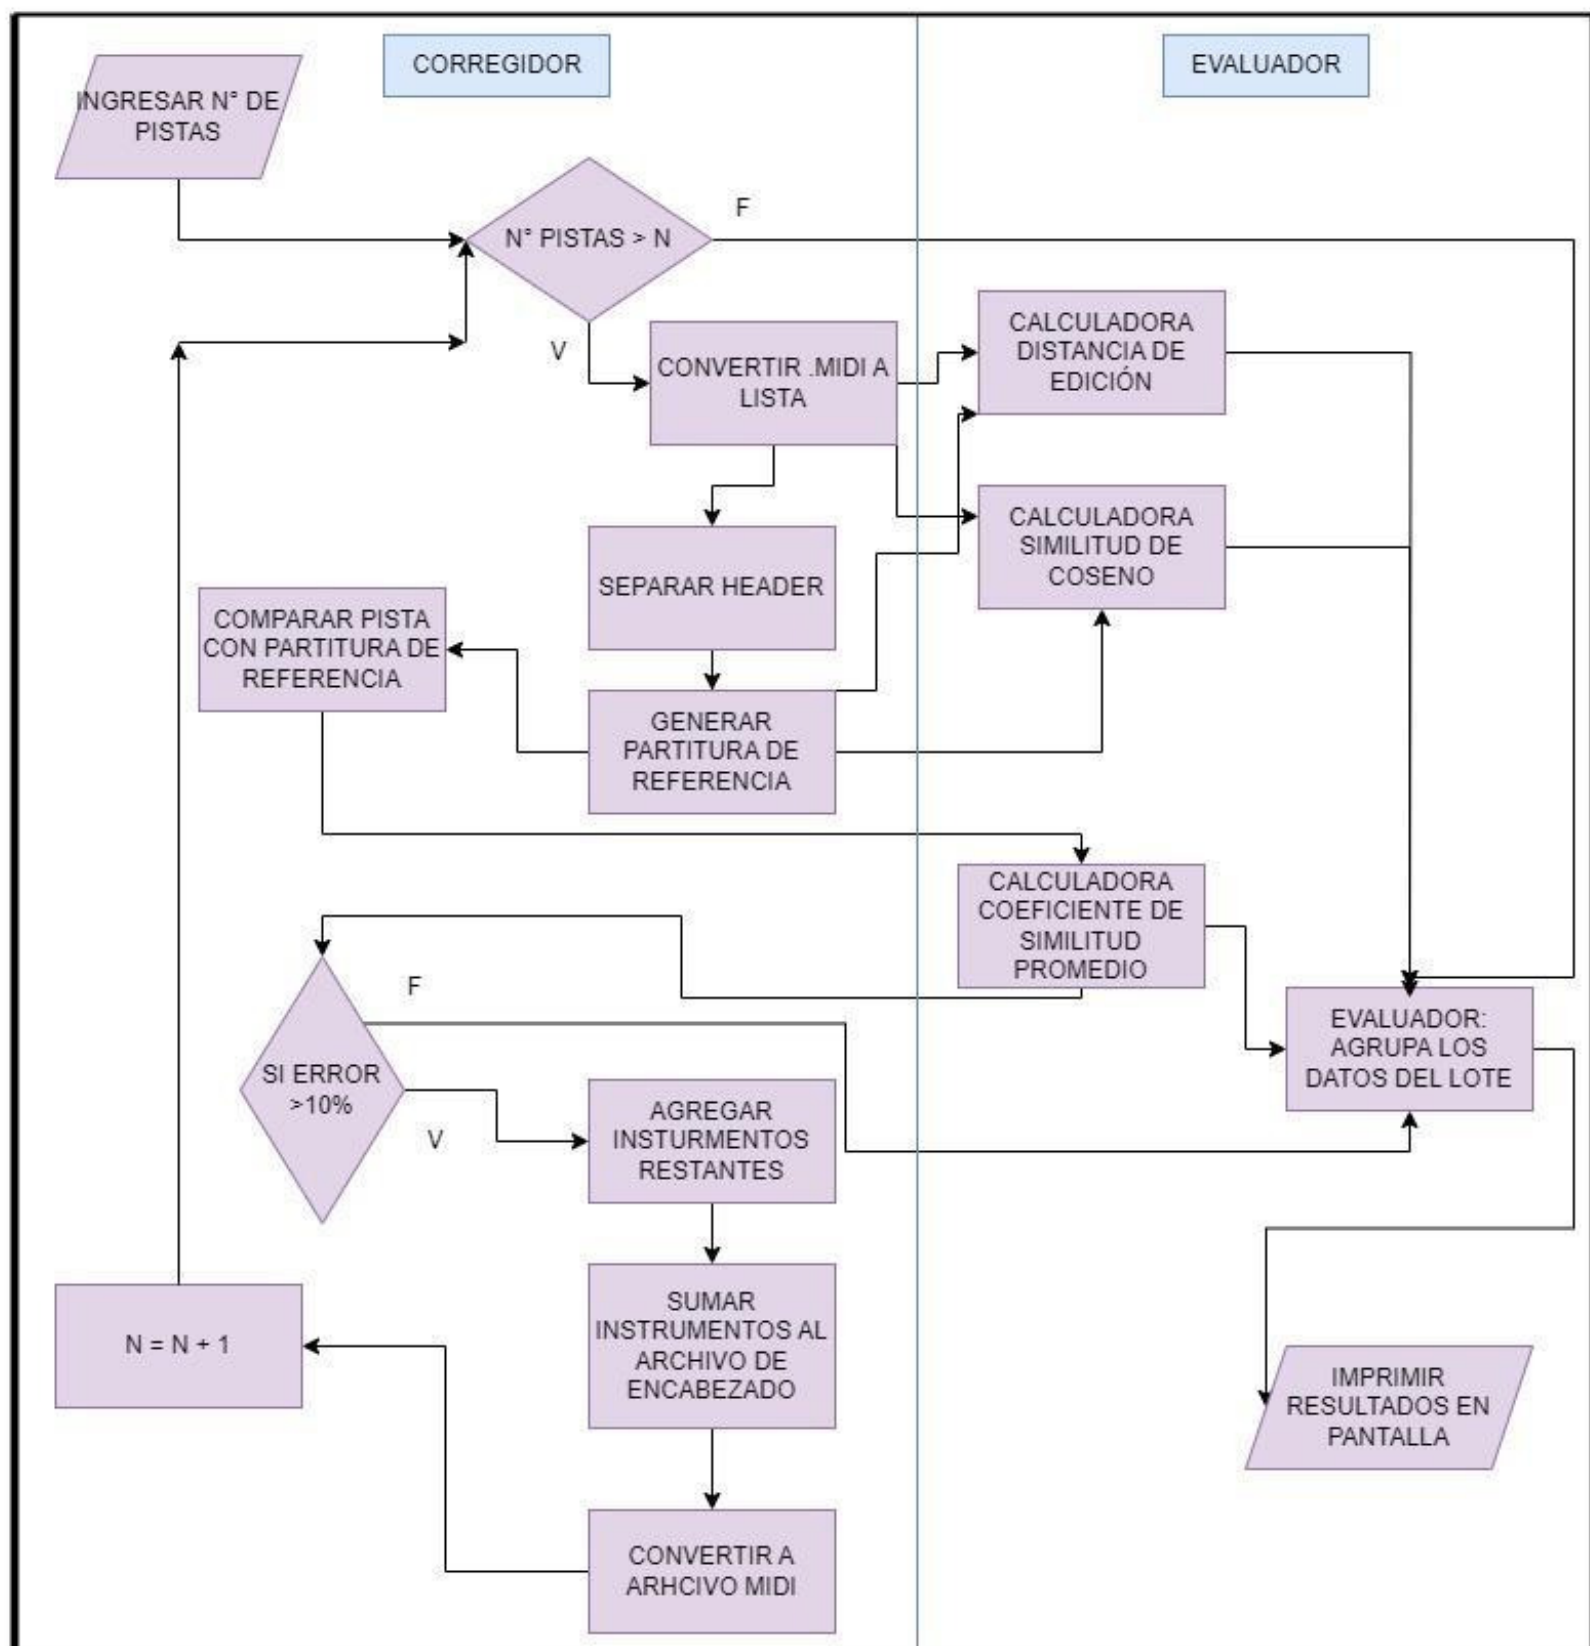 CORREGIDOR
EVALUADOR
INGRESAR N° DE
PISTAS
N° PISTAS > N
F
V
CONVERTIR .MIDI A
LISTA
CALCULADORA
DISTANCIA DE
EDICIÓN
CALCULADORA
SIMILITUD DE
COSENO
SEPARAR HEADER
COMPARAR PISTA
CON PARTITURA DE
REFERENCIA
GENERAR
PARTITURA DE
REFERENCIA
CALCULADORA
COEFICIENTE DE
SIMILITUD
PROMEDIO
F
SI ERROR
>10%
V
EVALUADOR:
AGRUPA LOS
DATOS DEL LOTE
AGREGAR
INSTURMENTOS
RESTANTES
SUMAR
INSTRUMENTOS AL
ARCHIVO DE
ENCABEZADO
N = N + 1
IMPRIMIR
RESULTADOS EN
PANTALLA
CONVERTIR A
ARHCIVO MIDI